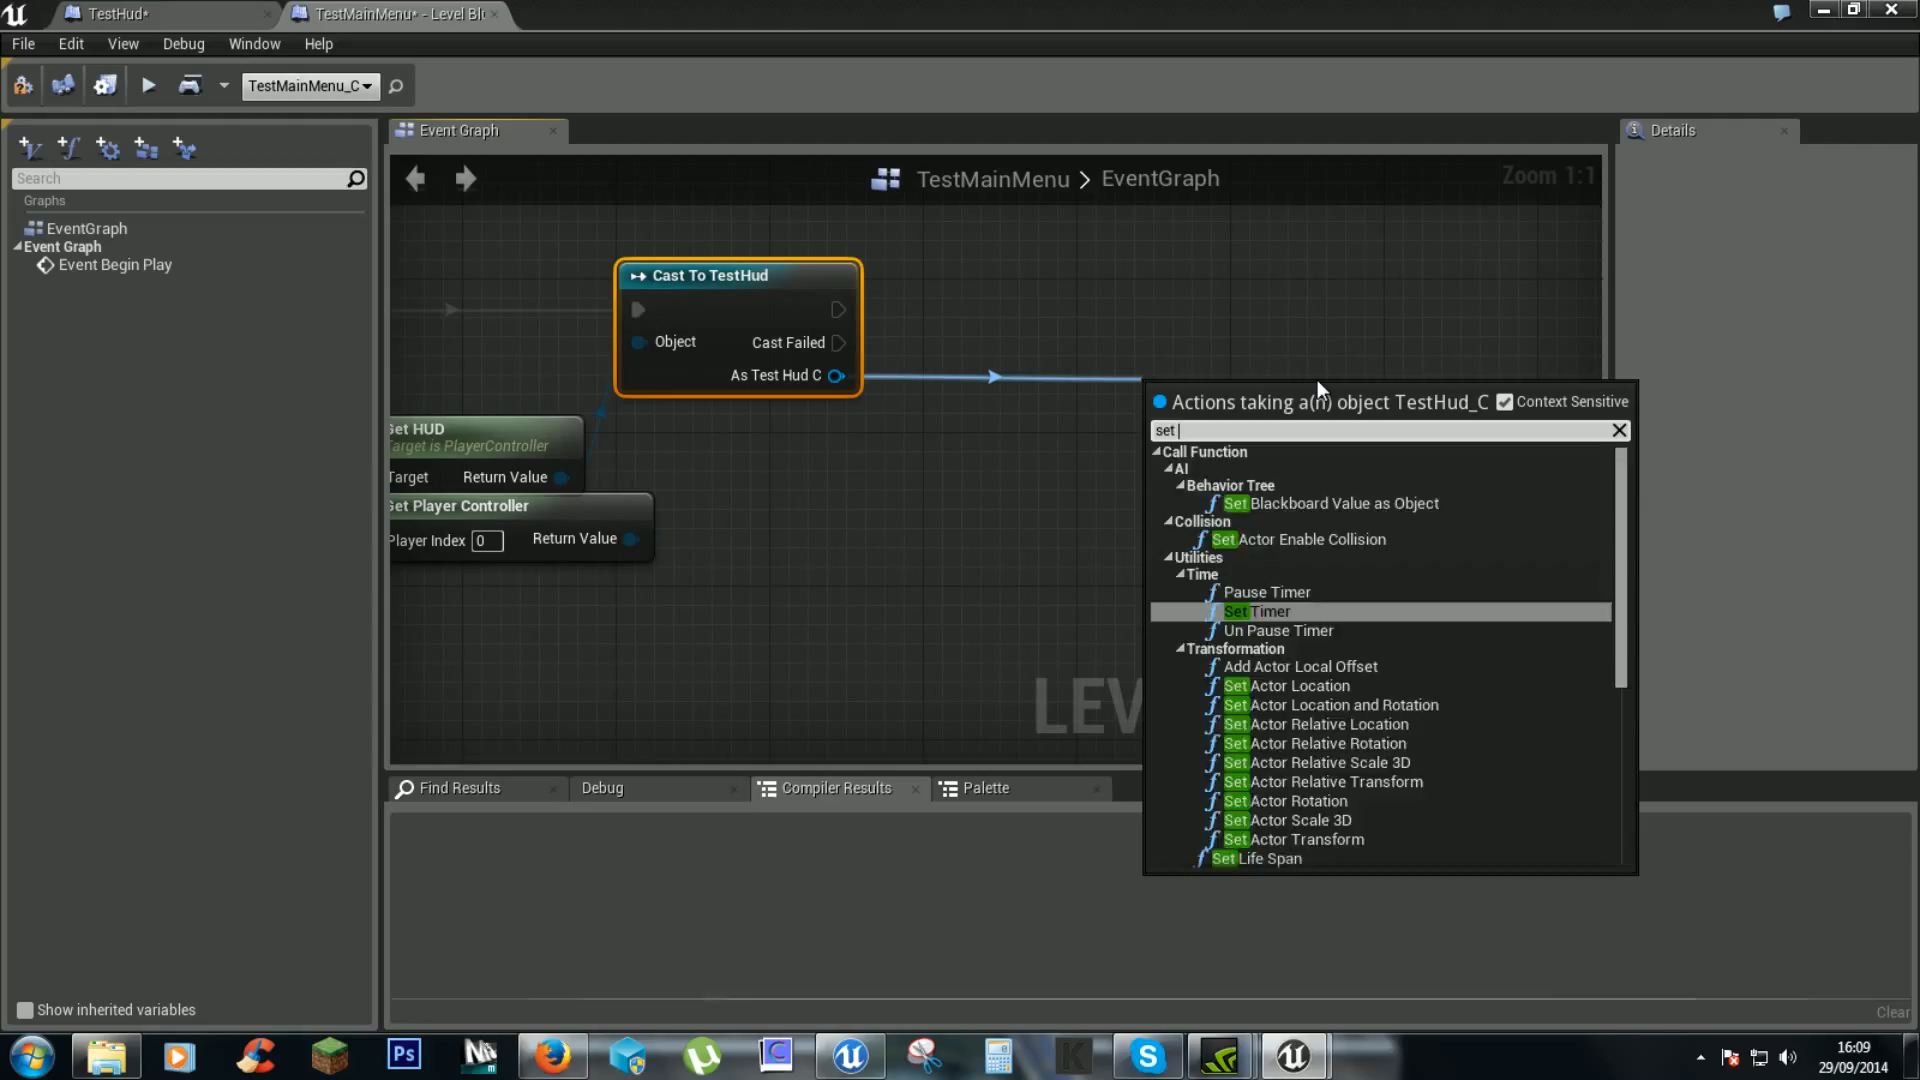 TestHud*
TestMainMenu* - Level Bl
File Edit View Debug Window Help
TestMainMenu_C
Event Graph
Details
Search
Graphs
EventGraph
Event Graph
Event Begin Play
TestMainMenu > EventGraph
Zoom 1:1
Cast To TestHud
Object
Cast Failed
As Test Hud C
Get HUD
Target is PlayerController
Target
Return Value
Get Player Controller
Player Index 0
Return Value
LEV
Actions taking a(n) object TestHud_C
Context Sensitive
set
Call Function
AI
Behavior Tree
Set Blackboard Value as Object
Collision
Set Actor Enable Collision
Utilities
Time
Pause Timer
Set Timer
Un Pause Timer
Transformation
Add Actor Local Offset
Set Actor Location
Set Actor Location and Rotation
Set Actor Relative Location
Set Actor Relative Rotation
Set Actor Relative Scale 3D
Set Actor Relative Transform
Set Actor Rotation
Set Actor Scale 3D
Set Actor Transform
Set Life Span
Find Results
Debug
Compiler Results
Palette
Show inherited variables
Clear
Ps
16:09
29/09/2014